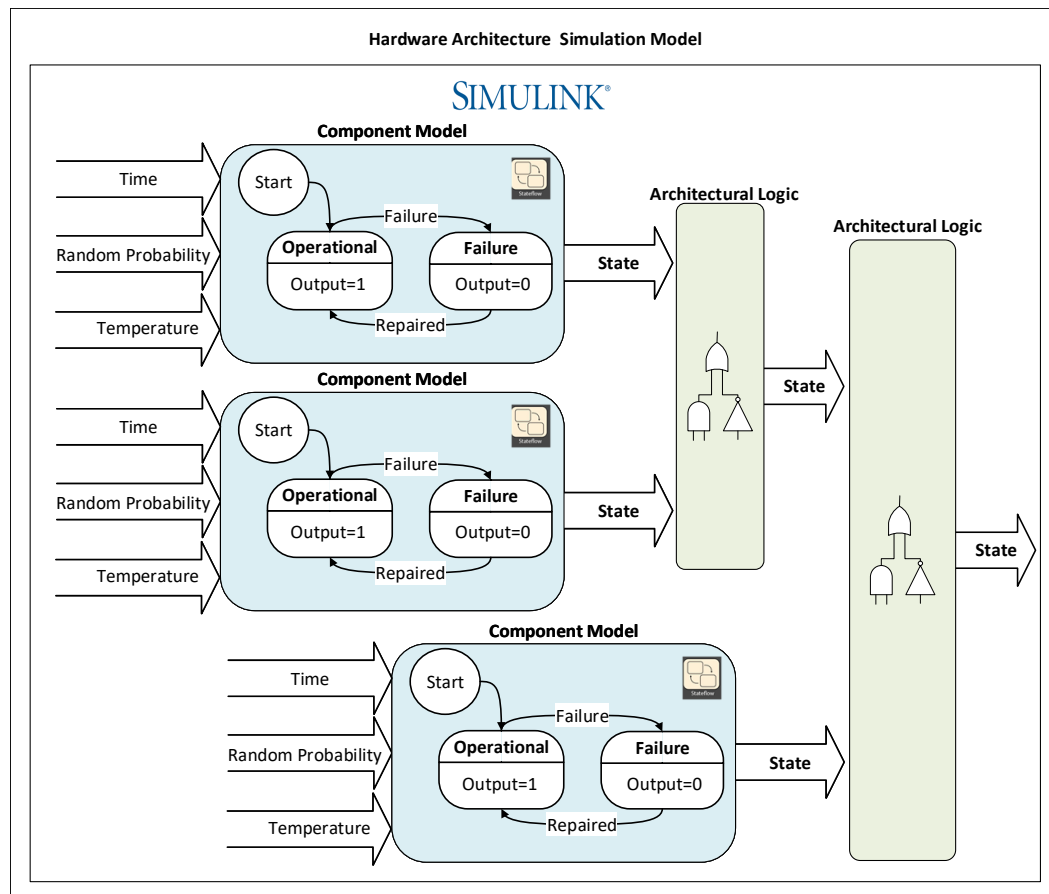 Hardware Architecture  Simulation Model
SIMULINK®
Component Model
Time
Random Probability
Temperature
Start
Stateflow
Failure
Operational
Output=1
Failure
Output=0
Repaired
State
Component Model
Time
Random Probability
Temperature
Start
Stateflow
Failure
Operational
Output=1
Failure
Output=0
Repaired
State
Architectural Logic
State
Component Model
Time
Random Probability
Temperature
Start
Stateflow
Failure
Operational
Output=1
Failure
Output=0
Repaired
State
Architectural Logic
State